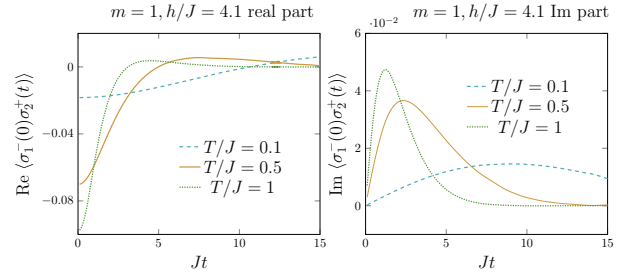 m = 1, h/J = 4.1 real part
0
−0.04
−0.08
Re ⟨σ₁⁻(0)σ₂⁺(t)⟩
T/J = 0.1
T/J = 0.5
T/J = 1
0
5
10
15
Jt
m = 1, h/J = 4.1 Im part
6 ·10⁻²
4
2
0
Im ⟨σ₁⁻(0)σ₂⁺(t)⟩
T/J = 0.1
T/J = 0.5
T/J = 1
0
5
10
15
Jt